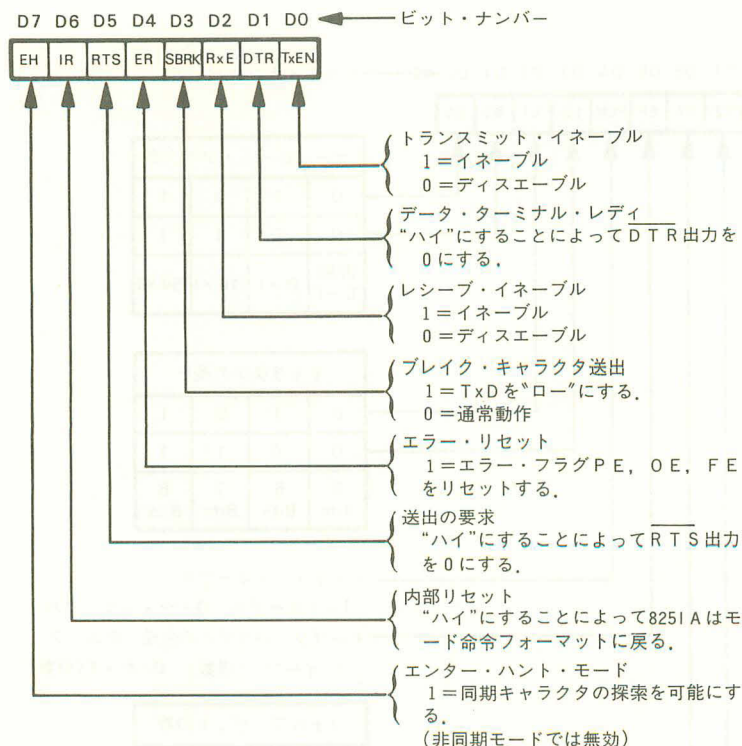 D7 D6 D5 D4 D3 D2 D1 D0 ビット・ナンバー
EH IR RTS ER SBRK RxE DTR TxEN
トランスミット・イネーブル
1=イネーブル
0=ディスエーブル
データ・ターミナル・レディ
“ハイ”にすることによってDTR出力を
0にする.
レシーブ・イネーブル
1=イネーブル
0=ディスエーブル
ブレイク・キャラクタ送出
1=TxDを“ロー”にする.
0=通常動作
エラー・リセット
1=エラー・フラグPE, OE, FE
をリセットする.
送出の要求
“ハイ”にすることによってRTS出力
を0にする.
内部リセット
“ハイ”にすることによって8251Aはモ
ード命令フォーマットに戻る.
エンター・ハント・モード
1=同期キャラクタの探索を可能にす
る.
(非同期モードでは無効)